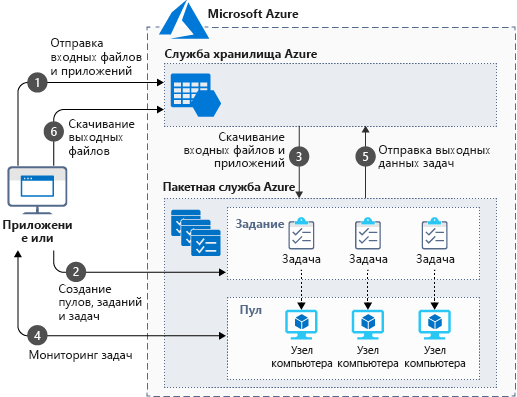 Microsoft Azure
Отправка
входных файлов
и приложений
1
Служба хранилища Azure
6
Скачивание
выходных
файлов
Скачивание
входных файлов и
приложений
3
5
Отправка выходных
данных задач
Пакетная служба Azure
Приложени
е или
Задание
Задача
Задача
Задача
2
Создание
пулов, заданий
и задач
Пул
4
Мониторинг задач
Узел
компьютера
Узел
компьютера
Узел
компьютера